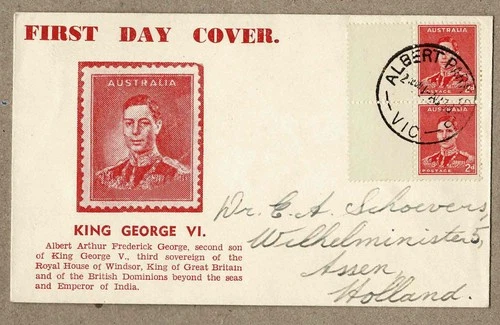 FIRST DAY COVER.
AUSTRALIA
KING GEORGE VI.
Albert Arthur Frederick George, second son
of King George V., third sovereign of the
Royal House of Windsor, King of Great Britain
and of the British Dominions beyond the seas
and Emperor of India.
AUSTRALIA
POSTAGE 2d
AUSTRALIA
POSTAGE 2d
ALBERT PARK
VIC
Dr. E. A. Schoevers,
Wilhelminister 5,
Assen,
Holland.